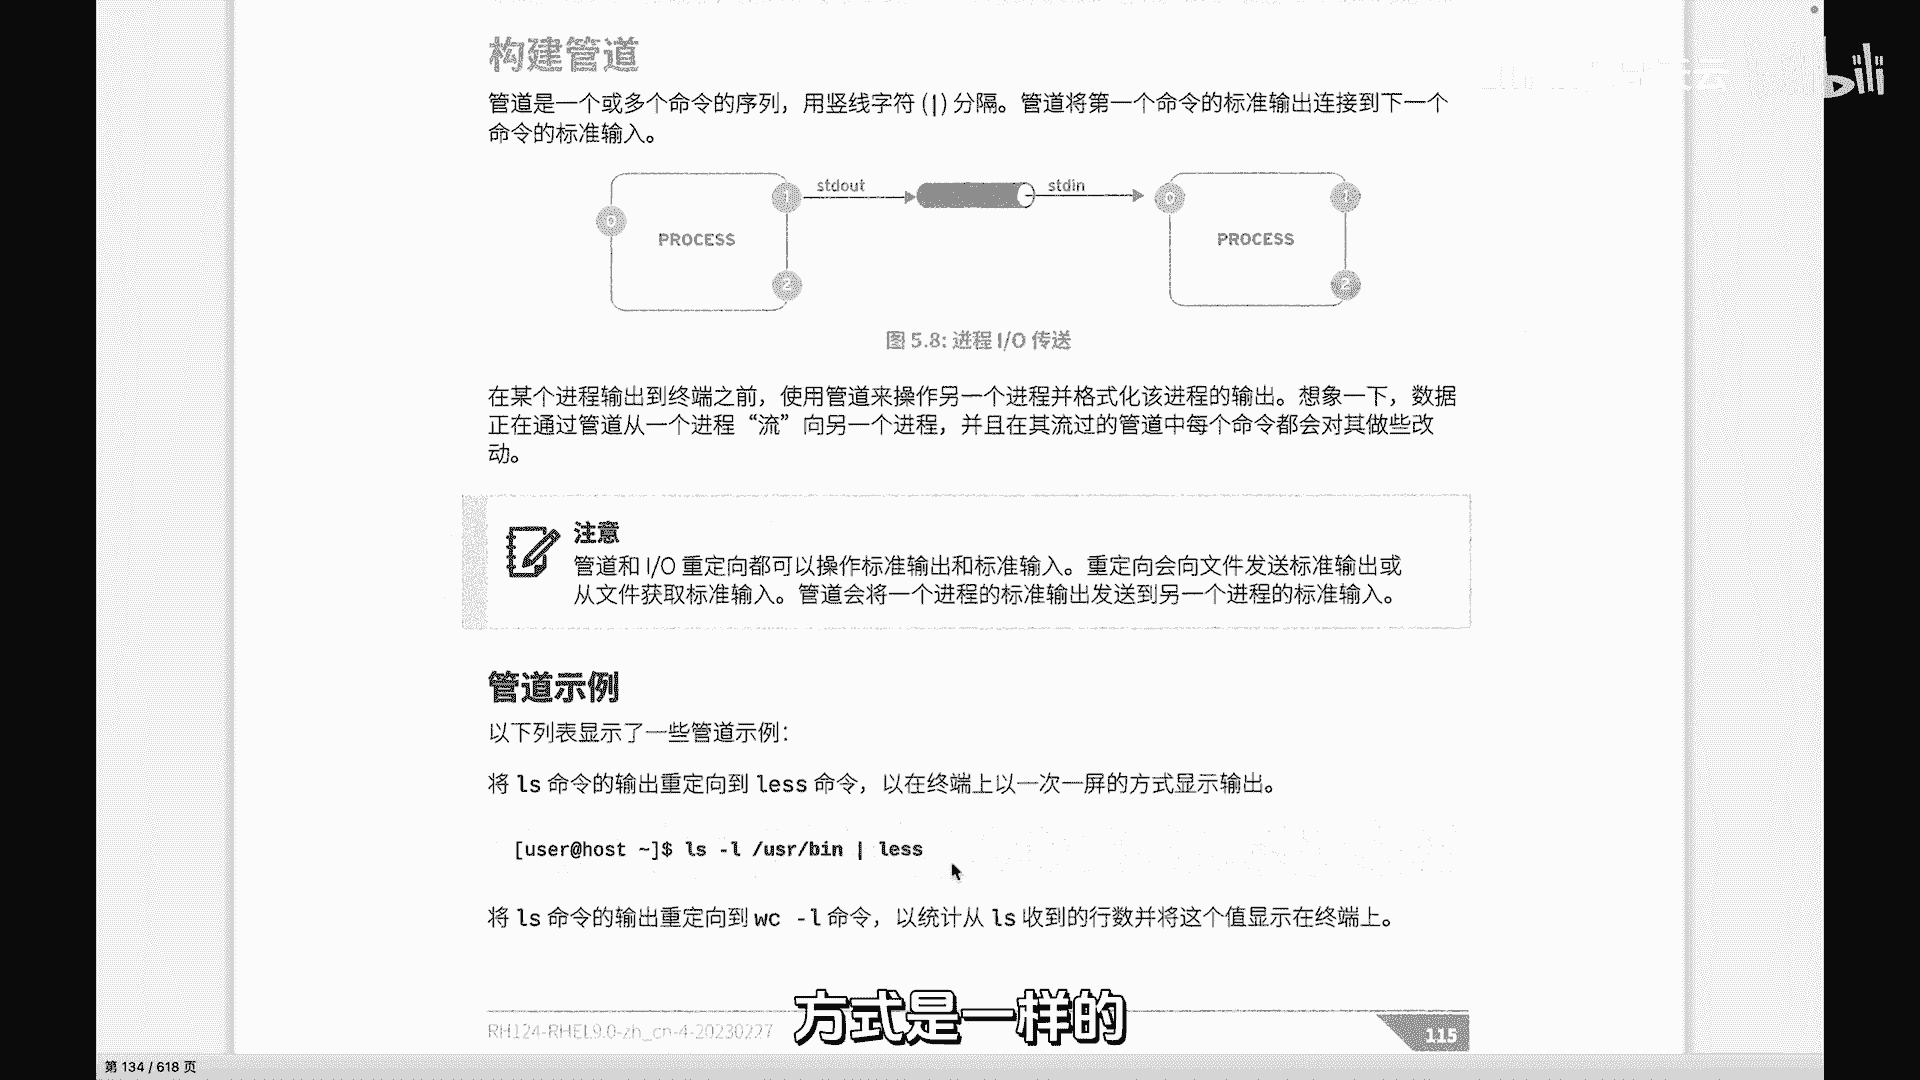 构建管道
管道是一个或多个命令的序列，用竖线字符 (|) 分隔。管道将第一个命令的标准输出连接到下一个
命令的标准输入。
stdout
stdin
0
1
2
PROCESS
0
1
2
PROCESS
图 5.8: 进程 I/O 传送
在某个进程输出到终端之前，使用管道来操作另一个进程并格式化该进程的输出。想象一下，数据
正在通过管道从一个进程“流”向另一个进程，并且在其流过的管道中每个命令都会对其做些改
动。
注意
管道和 I/O 重定向都可以操作标准输出和标准输入。重定向会向文件发送标准输出或
从文件获取标准输入。管道会将一个进程的标准输出发送到另一个进程的标准输入。
管道示例
以下列表显示了一些管道示例：
将 ls 命令的输出重定向到 less 命令，以在终端上以一次一屏的方式显示输出。
[user@host ~]$ ls -l /usr/bin | less
将 ls 命令的输出重定向到 wc -l 命令，以统计从 ls 收到的行数并将这个值显示在终端上。
方式是一样的
RH124-RHEL9.0-zh_cn-4-20230227
115
第 134 / 618 页